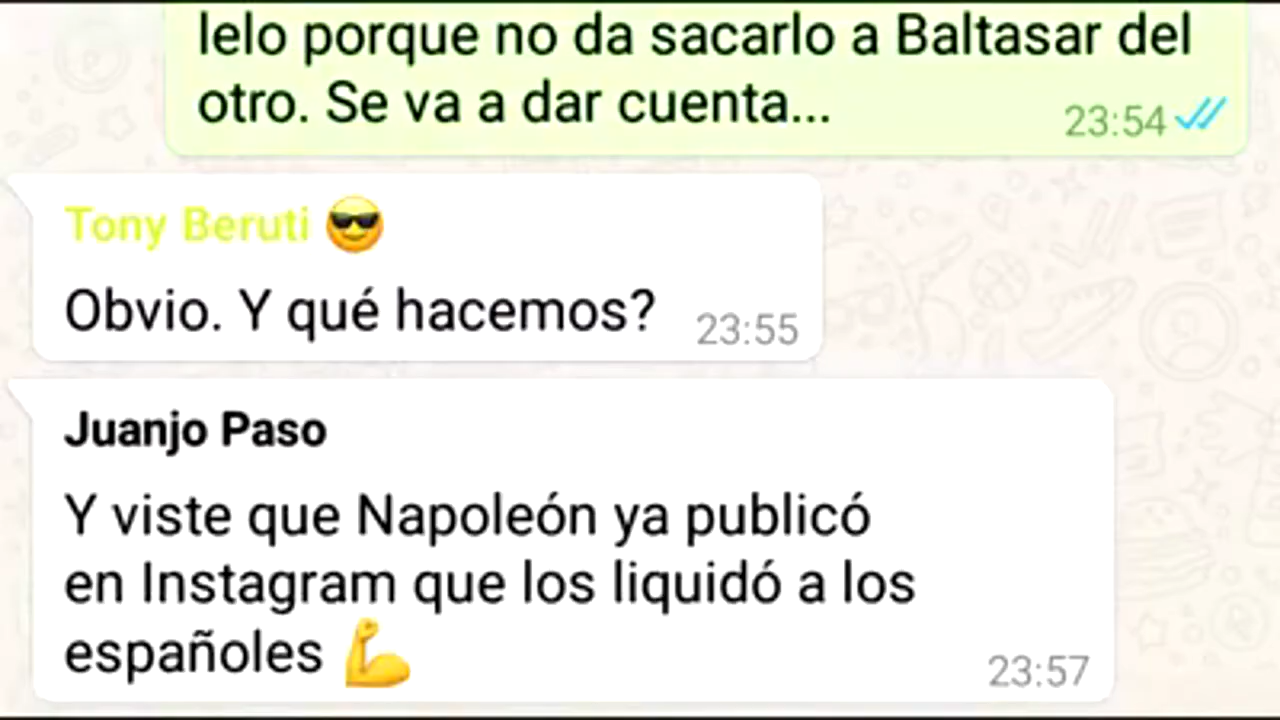 lelo porque no da sacarlo a Baltasar del
otro. Se va a dar cuenta...
23:54
Tony Beruti 😎
Obvio. Y qué hacemos?
23:55
Juanjo Paso
Y viste que Napoleón ya publicó
en Instagram que los liquidó a los
españoles 💪
23:57